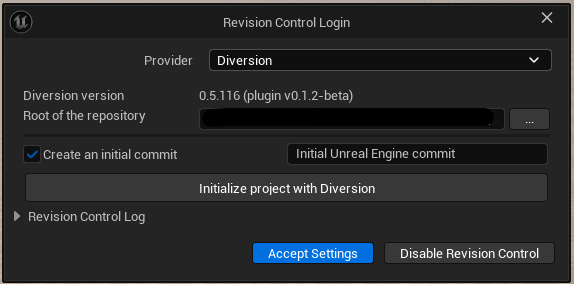 Revision Control Login
Provider Diversion
Diversion version 0.5.116 (plugin v0.1.2-beta)
Root of the repository ...
Create an initial commit Initial Unreal Engine commit
Initialize project with Diversion
Revision Control Log
Accept Settings Disable Revision Control